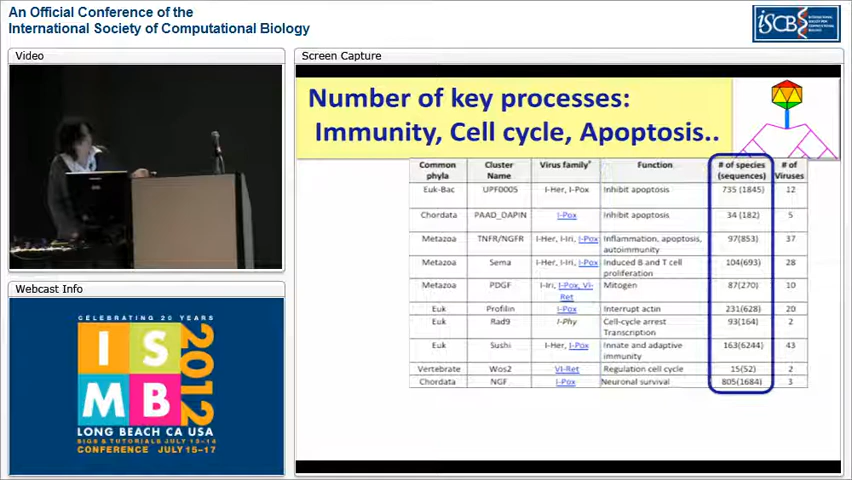 An Official Conference of the
International Society of Computational Biology
ISCB
INTERNATIONAL
SOCIETY FOR
COMPUTATIONAL
BIOLOGY
Video
Screen Capture
Number of key processes:
Immunity, Cell cycle, Apoptosis..
Common phyla Cluster Name Virus family Function # of species (sequences) # of Viruses
Euk-Bac UPF0005 I-Her, I-Pox Inhibit apoptosis 735 (1845) 12
Chordata PAAD_DAPIN I-Pox Inhibit apoptosis 34 (182) 5
Metazoa TNFR/NGFR I-Her, I-Iri, I-Pox Inflammation, apoptosis, autoimmunity 97(853) 37
Metazoa Sema I-Her, I-Iri, I-Pox Induced B and T cell proliferation 104(693) 28
Metazoa PDGF I-Iri, I-Pox, VI-Ret Mitogen 87(270) 10
Euk Profilin I-Pox Interrupt actin 231(628) 20
Euk Rad9 I-Phy Cell-cycle arrest Transcription 93(164) 2
Euk Sushi I-Her, I-Pox Innate and adaptive immunity 163(6244) 43
Vertebrate Wos2 VI-Ret Regulation cell cycle 15(52) 2
Chordata NGF I-Pox Neuronal survival 805(1684) 3
Webcast Info
CELEBRATING 20 YEARS
ISMB
2012
LONG BEACH CA USA
SIGS & TUTORIALS JULY 13-14
CONFERENCE JULY 15-17